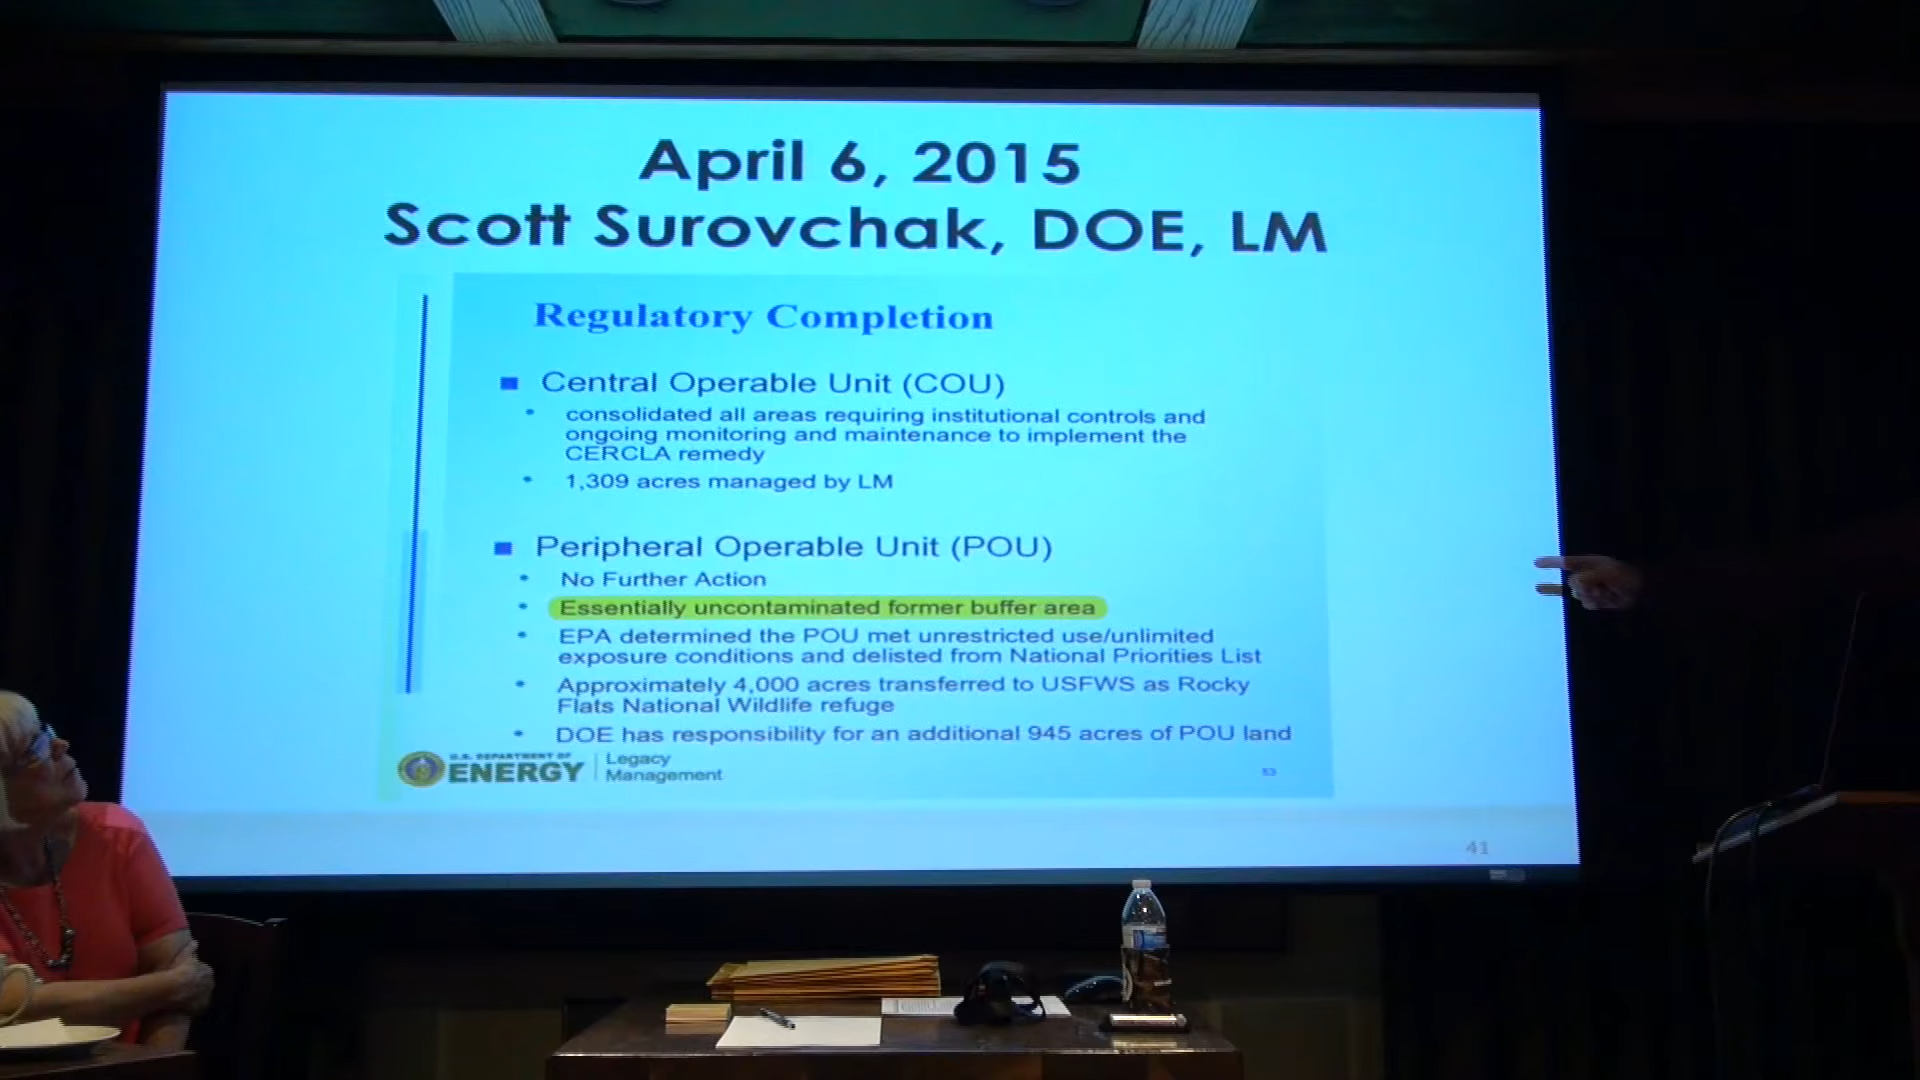 April 6, 2015
Scott Surovchak, DOE, LM
Regulatory Completion
Central Operable Unit (COU)
consolidated all areas requiring institutional controls and
ongoing monitoring and maintenance to implement the
CERCLA remedy
1,309 acres managed by LM
Peripheral Operable Unit (POU)
No Further Action
Essentially uncontaminated former buffer area
EPA determined the POU met unrestricted use/unlimited
exposure conditions and delisted from National Priorities List
Approximately 4,000 acres transferred to USFWS as Rocky
Flats National Wildlife refuge
DOE has responsibility for an additional 945 acres of POU land
U.S. DEPARTMENT OF
ENERGY
Legacy
Management
41